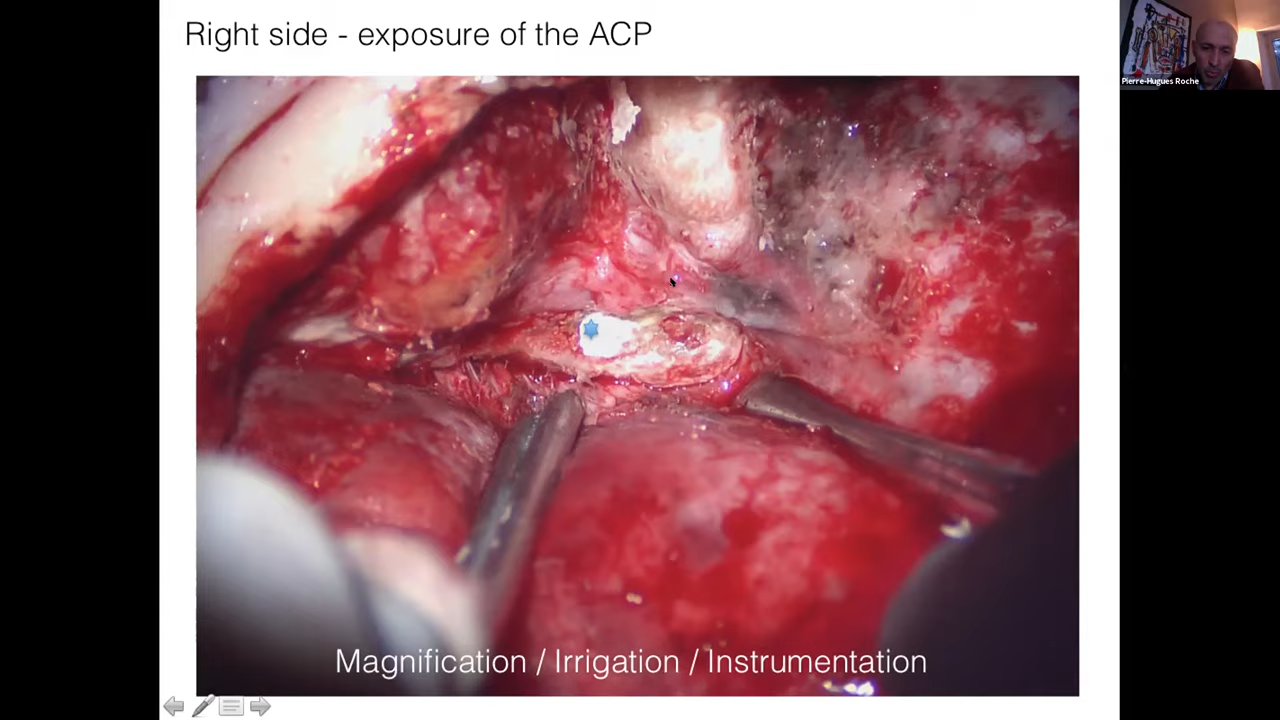 Right side - exposure of the ACP
Pierre-Hugues Roche
Magnification / Irrigation / Instrumentation